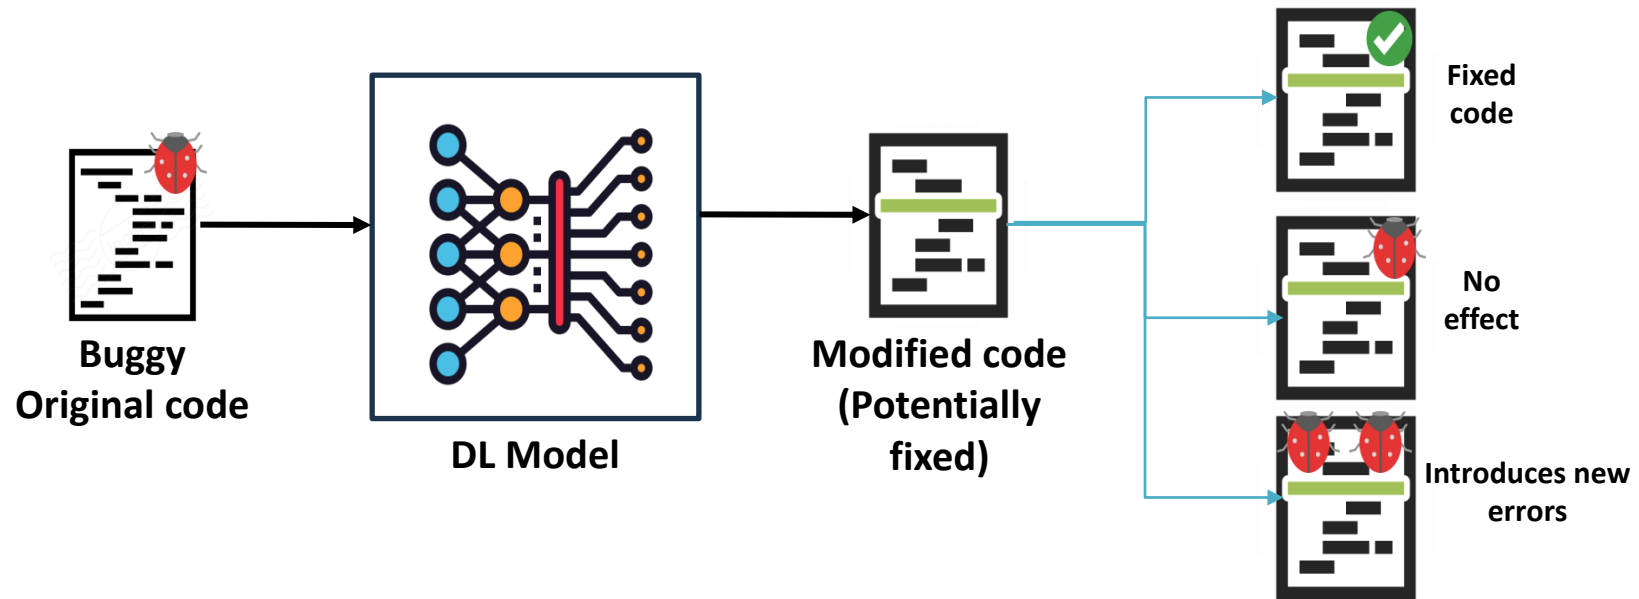 Buggy
Original code
DL Model
Modified code
(Potentially
fixed)
Fixed
code
No
effect
Introduces new
errors